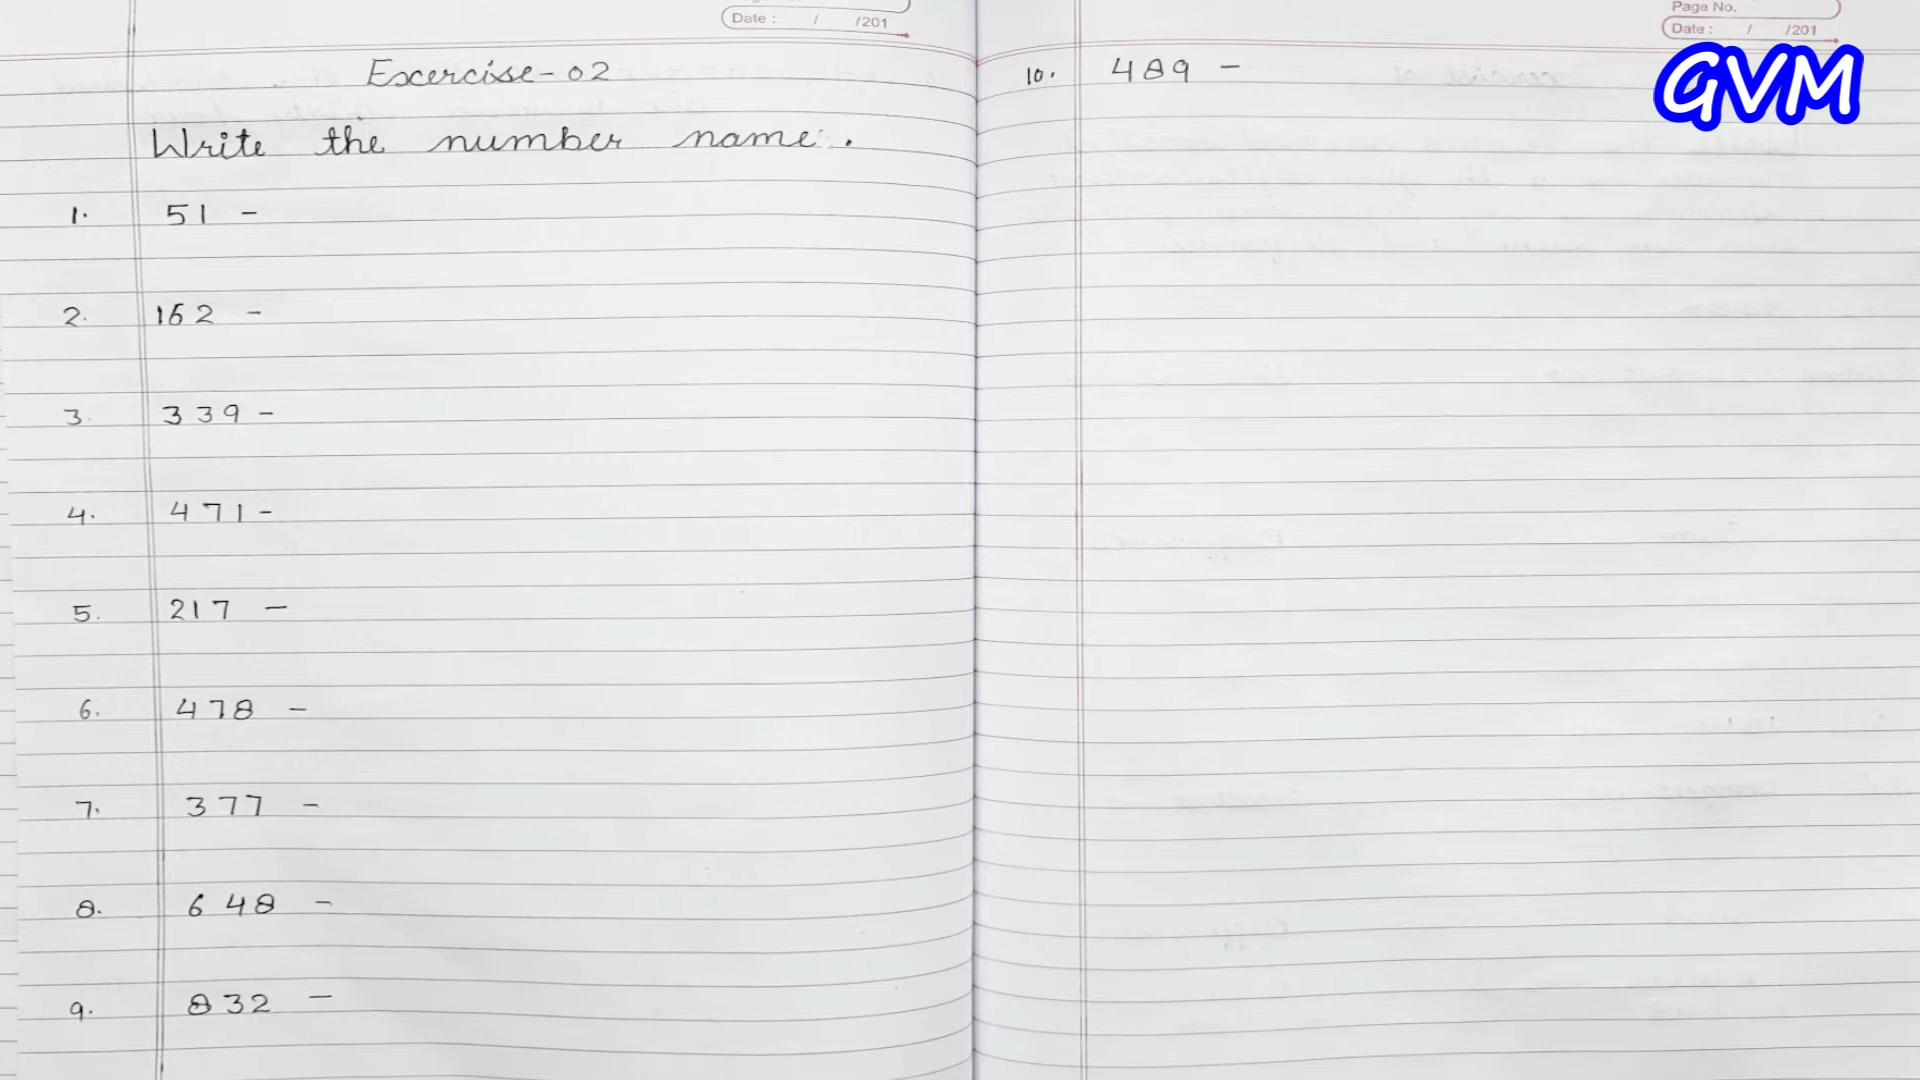 Date :    /    /201
Excercise-02
Write the number name.
1. 51 -
2. 162 -
3. 339 -
4. 471 -
5. 217 -
6. 478 -
7. 377 -
8. 648 -
9. 832 -
Page No.
Date :    /    /201
GVM
10. 489 -